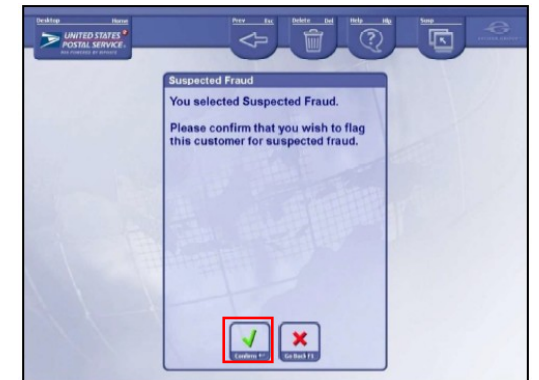 Desktop Home
Prev Esc
Delete Del
Help Hlp
Swap
UNITED STATES
POSTAL SERVICE®
Suspected Fraud
You selected Suspected Fraud.
Please confirm that you wish to flag
this customer for suspected fraud.
Confirm
Go Back F1